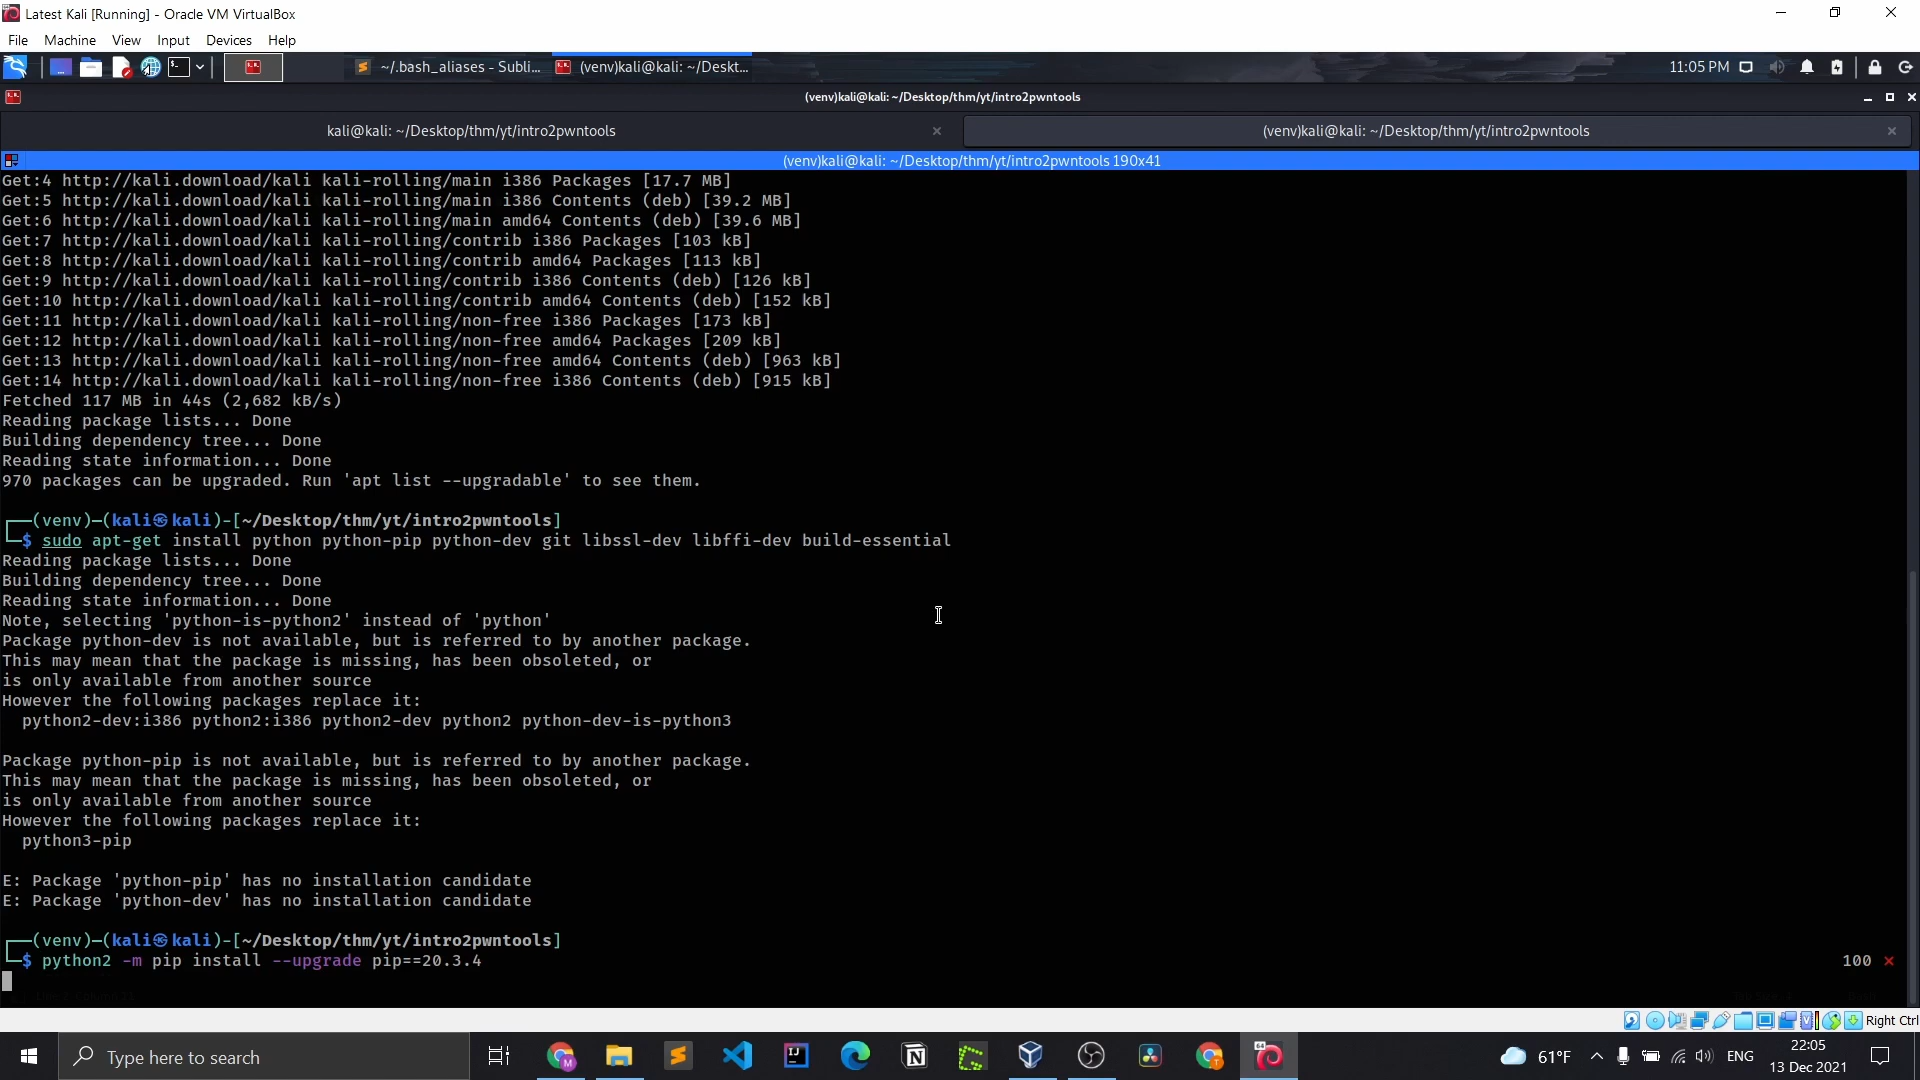 Latest Kali [Running] - Oracle VM VirtualBox
File Machine View Input Devices Help
~/.bash_aliases - Subli... (venv)kali@kali: ~/Deskt... 11:05 PM
(venv)kali@kali: ~/Desktop/thm/yt/intro2pwntools
kali@kali: ~/Desktop/thm/yt/intro2pwntools (venv)kali@kali: ~/Desktop/thm/yt/intro2pwntools
(venv)kali@kali: ~/Desktop/thm/yt/intro2pwntools 190x41
Get:4 http://kali.download/kali kali-rolling/main i386 Packages [17.7 MB]
Get:5 http://kali.download/kali kali-rolling/main i386 Contents (deb) [39.2 MB]
Get:6 http://kali.download/kali kali-rolling/main amd64 Contents (deb) [39.6 MB]
Get:7 http://kali.download/kali kali-rolling/contrib i386 Packages [103 kB]
Get:8 http://kali.download/kali kali-rolling/contrib amd64 Packages [113 kB]
Get:9 http://kali.download/kali kali-rolling/contrib i386 Contents (deb) [126 kB]
Get:10 http://kali.download/kali kali-rolling/contrib amd64 Contents (deb) [152 kB]
Get:11 http://kali.download/kali kali-rolling/non-free i386 Packages [173 kB]
Get:12 http://kali.download/kali kali-rolling/non-free amd64 Packages [209 kB]
Get:13 http://kali.download/kali kali-rolling/non-free amd64 Contents (deb) [963 kB]
Get:14 http://kali.download/kali kali-rolling/non-free i386 Contents (deb) [915 kB]
Fetched 117 MB in 44s (2,682 kB/s)
Reading package lists... Done
Building dependency tree... Done
Reading state information... Done
970 packages can be upgraded. Run 'apt list --upgradable' to see them.
┌──(venv)─(kali㉿kali)-[~/Desktop/thm/yt/intro2pwntools]
└─$ sudo apt-get install python python-pip python-dev git libssl-dev libffi-dev build-essential
Reading package lists... Done
Building dependency tree... Done
Reading state information... Done
Note, selecting 'python-is-python2' instead of 'python'
Package python-dev is not available, but is referred to by another package.
This may mean that the package is missing, has been obsoleted, or
is only available from another source
However the following packages replace it:
python2-dev:i386 python2:i386 python2-dev python2 python-dev-is-python3
Package python-pip is not available, but is referred to by another package.
This may mean that the package is missing, has been obsoleted, or
is only available from another source
However the following packages replace it:
python3-pip
E: Package 'python-pip' has no installation candidate
E: Package 'python-dev' has no installation candidate
┌──(venv)─(kali㉿kali)-[~/Desktop/thm/yt/intro2pwntools]
└─$ python2 -m pip install --upgrade pip==20.3.4 100 ⨯
Right Ctrl
Type here to search 61°F ENG 22:05
13 Dec 2021